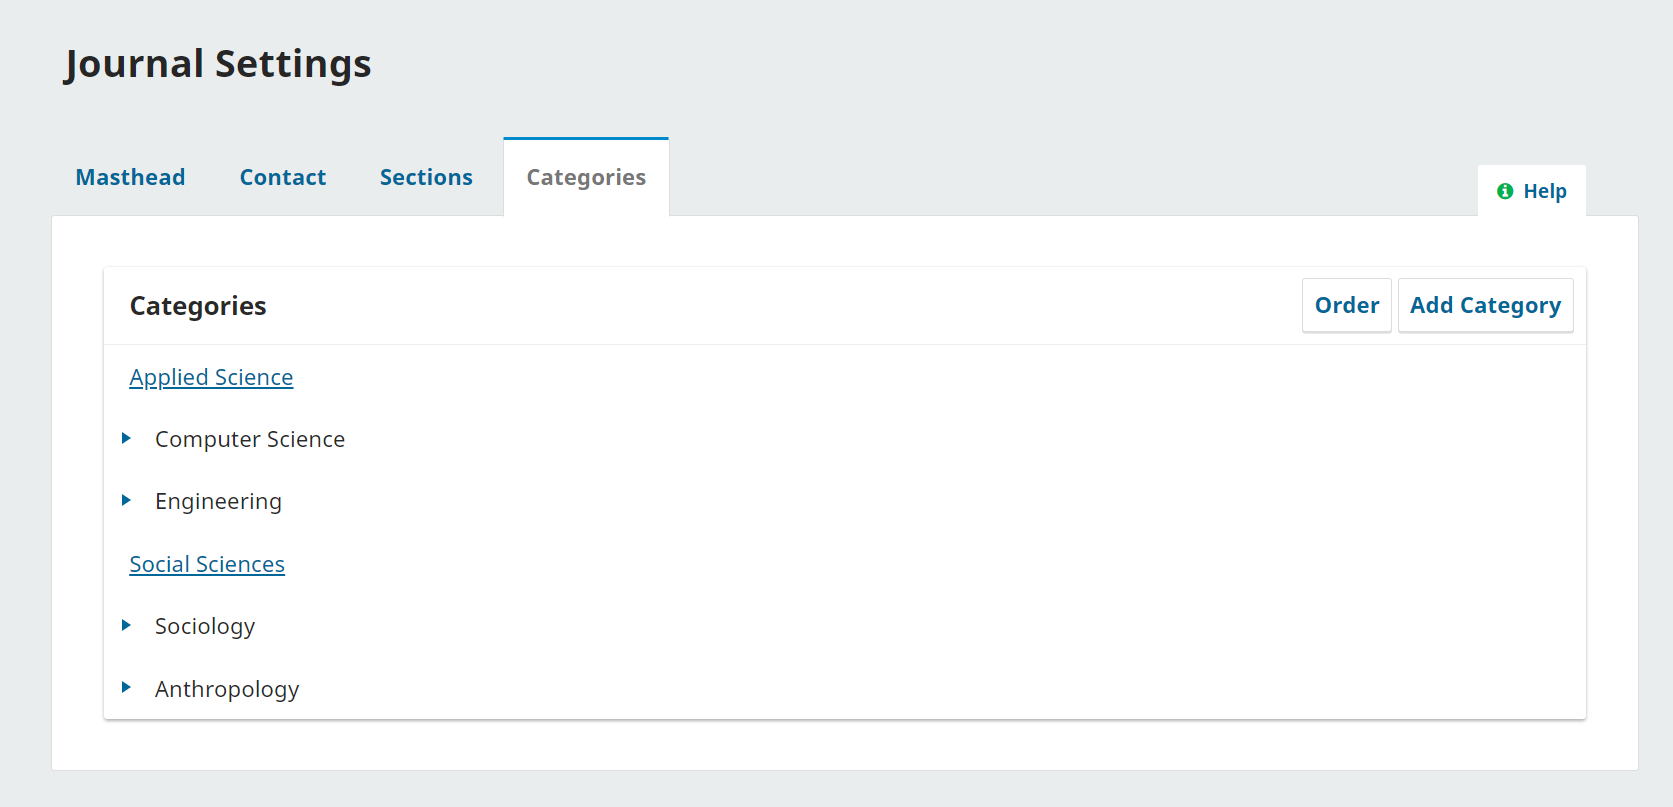 Journal Settings
Masthead Contact Sections Categories
Help
Categories Order Add Category
Applied Science
Computer Science
Engineering
Social Sciences
Sociology
Anthropology